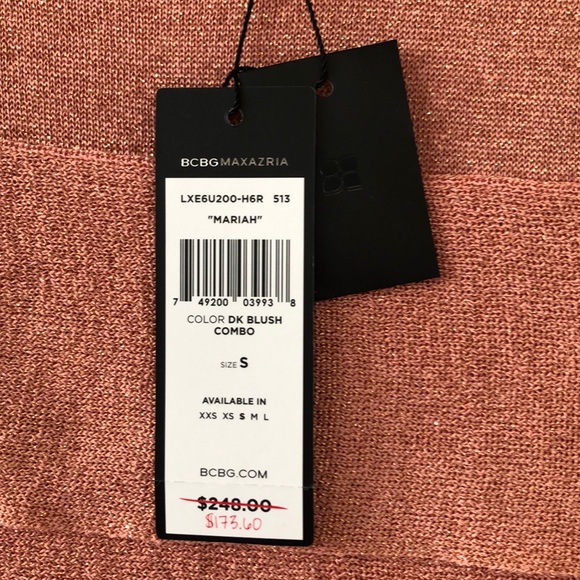 BCBGMAXAZRIA
LXE6U200-H6R 513
"MARIAH"
7 49200 03993 8
COLOR DK BLUSH
COMBO
SIZE S
AVAILABLE IN
XXS XS S M L
BCBG.COM
$248.00
$173.60